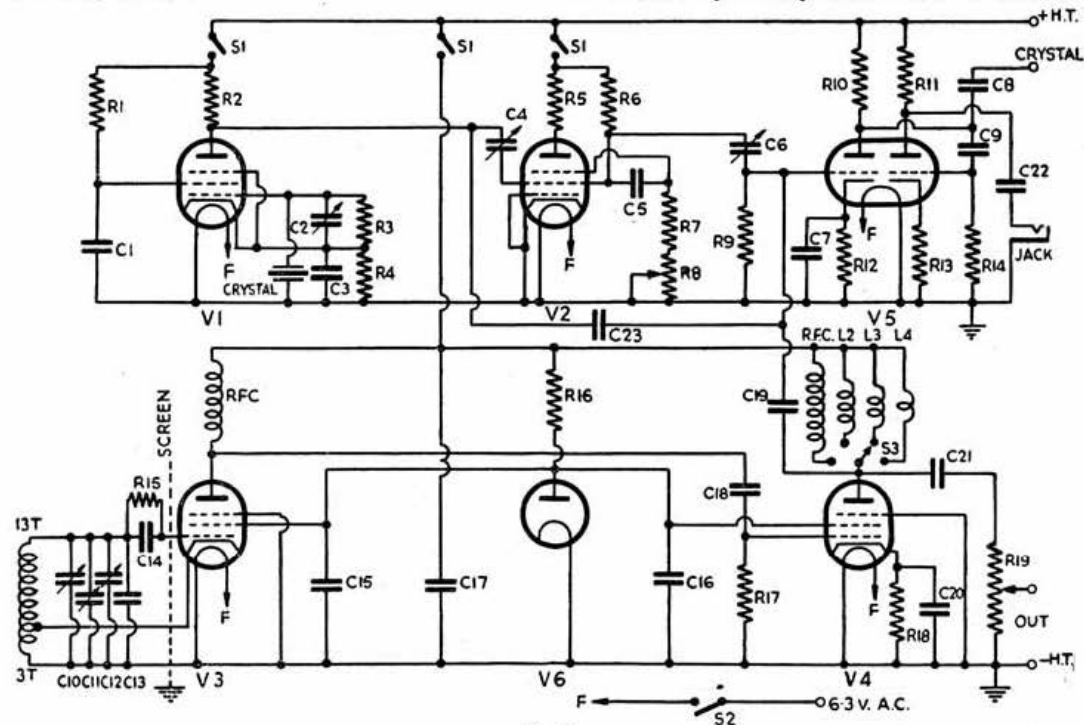 +H.T.
S1 S1 S1
CRYSTAL
R1 R2 R5 R6 R10 R11 C8
C4 C6 C9
C22
C2 R3 C5 R7
C1 R9 C7
F F F
R4 R8 R12 R13 R14 JACK
CRYSTAL C3
V1 V2 V5
C23
R.F.C. L2 L3 L4
RFC R16 C19
SCREEN
S3
R15 C18 C21
13T
C14 R19
C15 C17 C16 R17
F F C20 OUT
R18
3T C10 C11 C12 C13 V3 V6 V4 -H.T.
F S2 6·3 V. A.C.